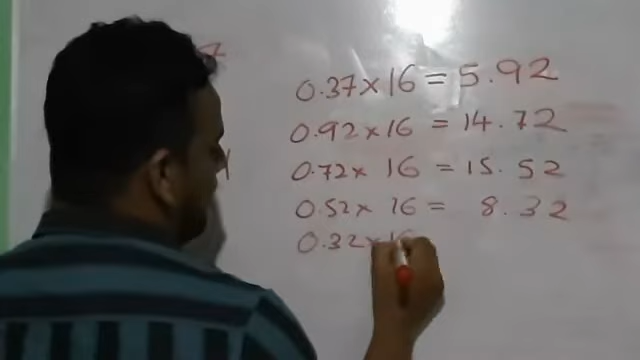 0.37 × 16 = 5.92
0.92 × 16 = 14.72
0.72 × 16 = 15.52
0.52 × 16 = 8.32
0.32 × 16